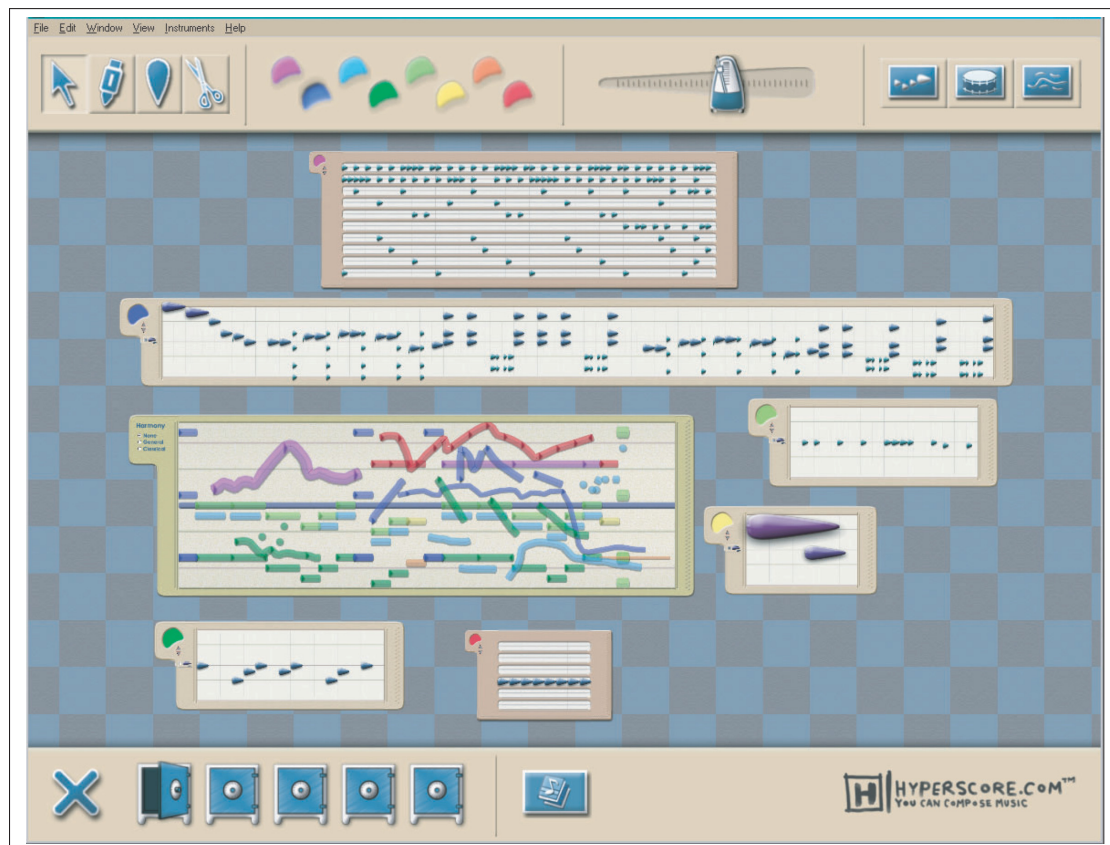 File Edit Window View Instruments Help
Harmony
None
General
Classical
H HYPERSCORE.COM™
YOU CAN COMPOSE MUSIC